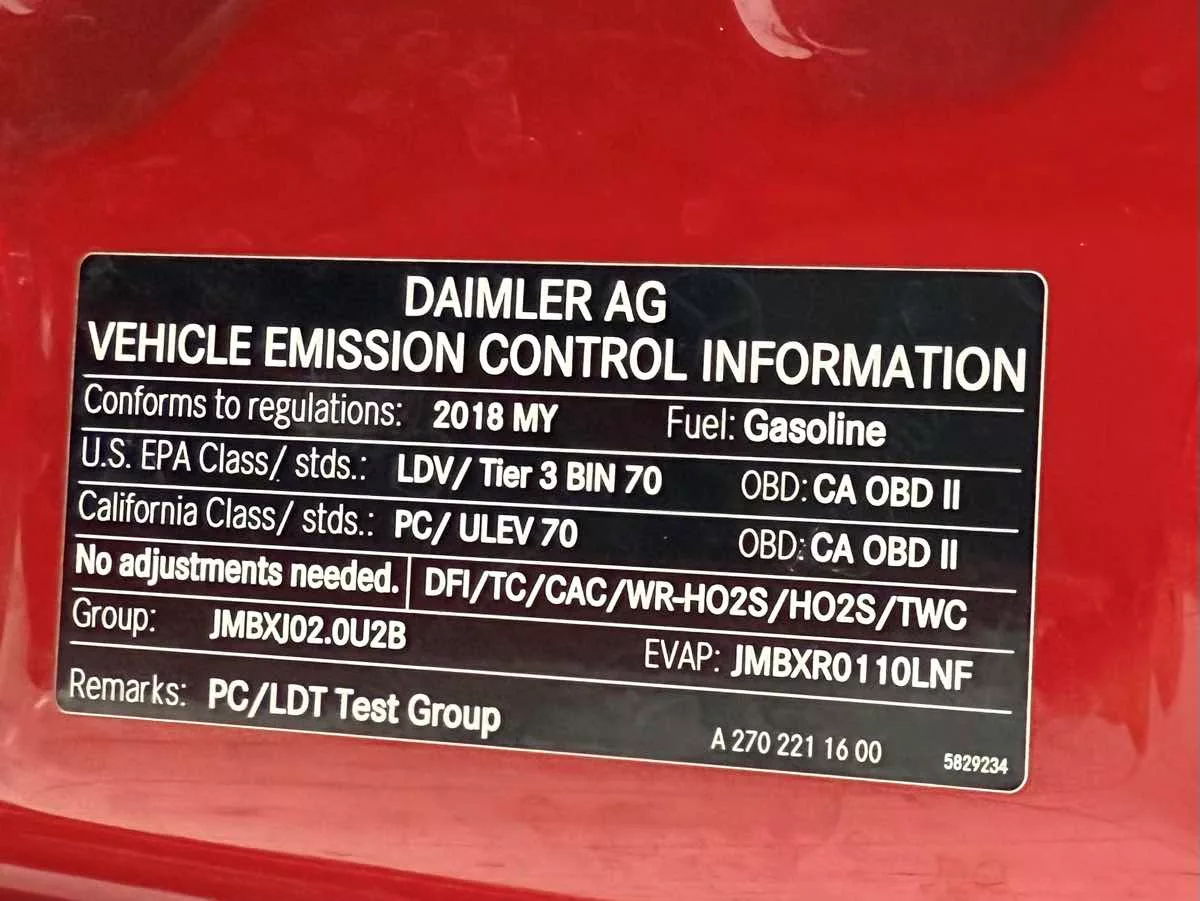 DAIMLER AG
VEHICLE EMISSION CONTROL INFORMATION
Conforms to regulations: 2018 MY Fuel: Gasoline
U.S. EPA Class/ stds.: LDV/ Tier 3 BIN 70 OBD: CA OBD II
California Class/ stds.: PC/ ULEV 70 OBD: CA OBD II
No adjustments needed. DFI/TC/CAC/WR-HO2S/HO2S/TWC
Group: JMBXJ02.0U2B EVAP: JMBXR0110LNF
Remarks: PC/LDT Test Group
A 270 221 16 00 5829234